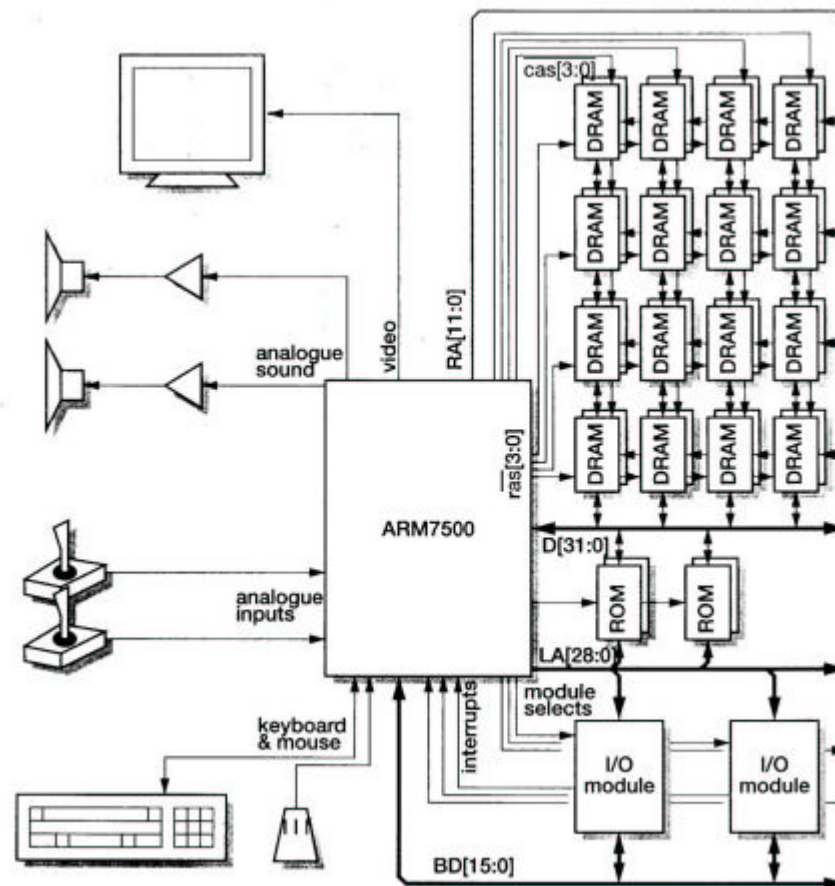 cas[3:0]
DRAM DRAM DRAM DRAM
DRAM DRAM DRAM DRAM
RA[11:0]
video
analogue
sound
DRAM DRAM DRAM DRAM
ras[3:0]
DRAM DRAM DRAM DRAM
ARM7500
D[31:0]
analogue
inputs
ROM ROM
LA[28:0]
module
selects
keyboard
& mouse
interrupts
I/O
module
I/O
module
BD[15:0]